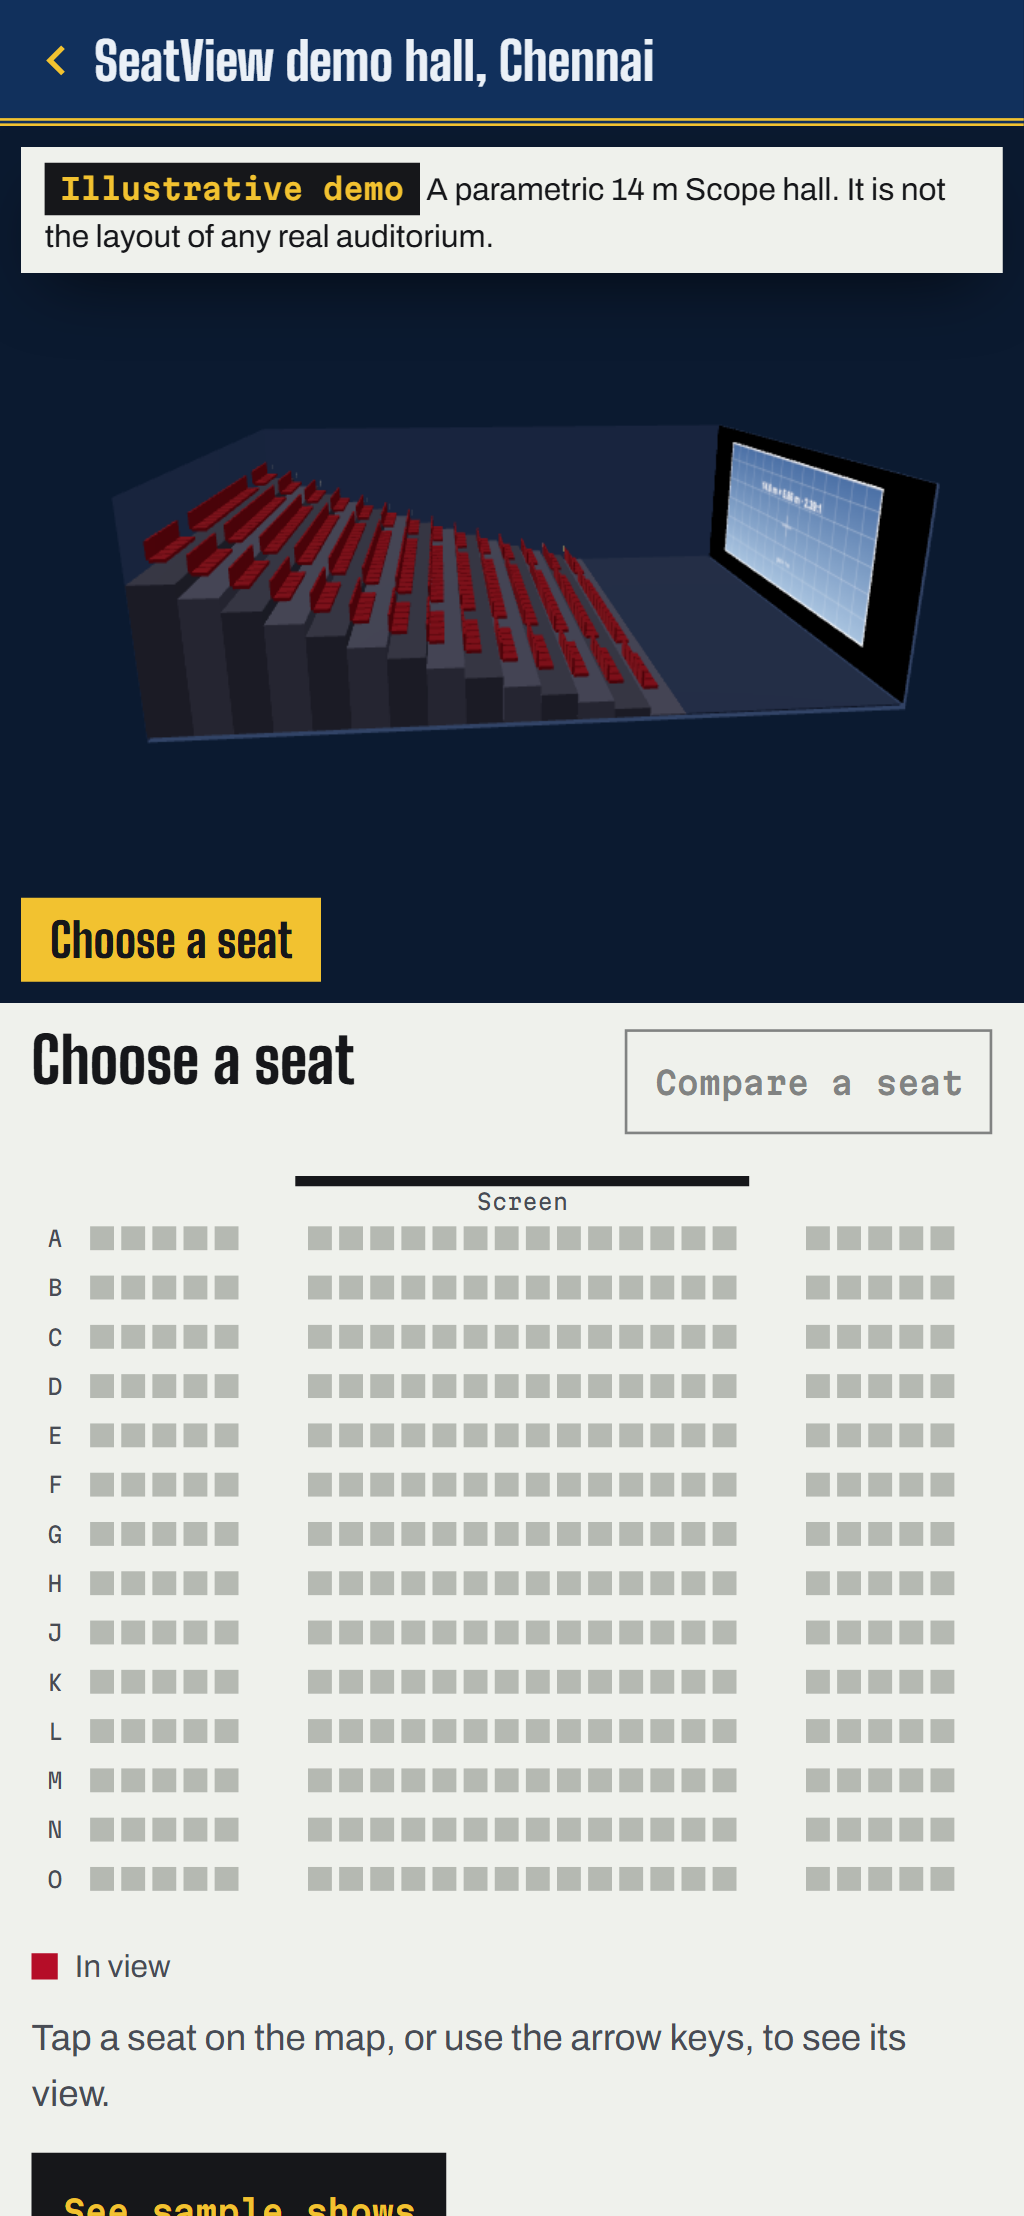 SeatView demo hall, Chennai
Illustrative demo A parametric 14 m Scope hall. It is not
the layout of any real auditorium.
Choose a seat
Choose a seat
Compare a seat
Screen
A
B
C
D
E
F
G
H
J
K
L
M
N
O
In view
Tap a seat on the map, or use the arrow keys, to see its
view.
See sample shows